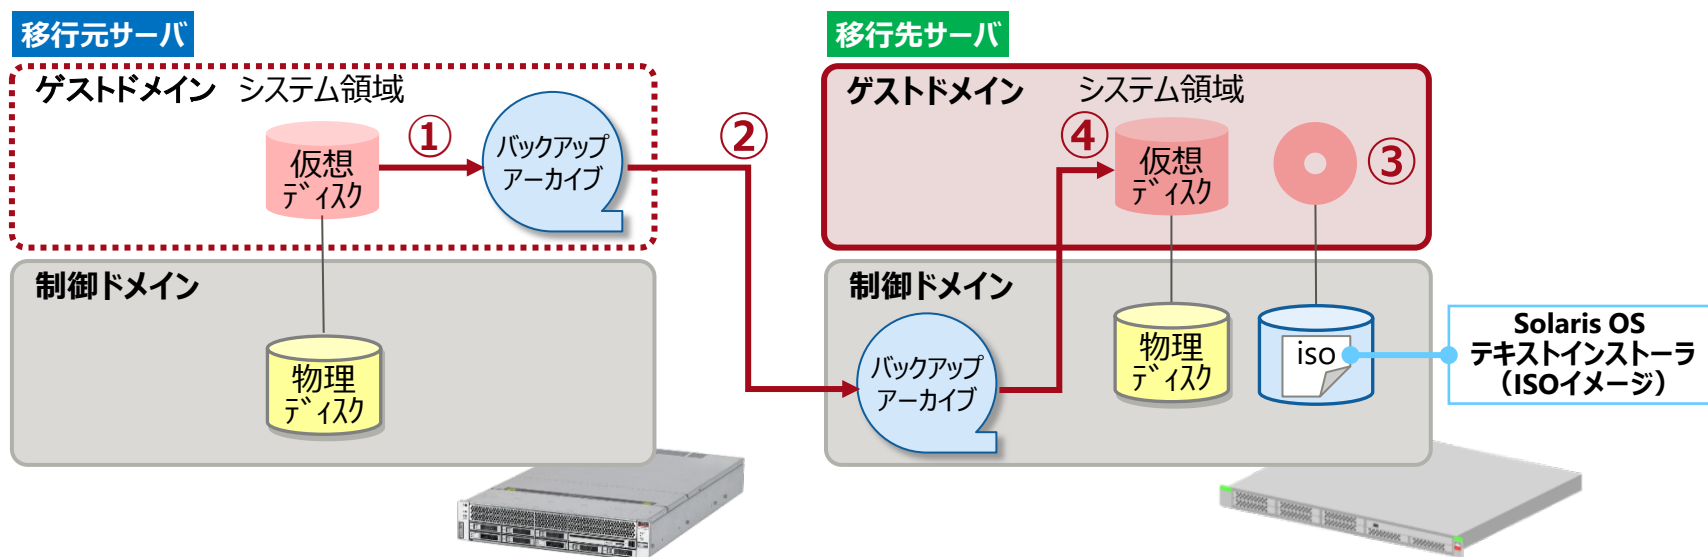 移行元サーバ
ゲストドメイン システム領域
①
仮想
ディスク
バックアップ
アーカイブ
②
制御ドメイン
物理
ディスク
移行先サーバ
ゲストドメイン システム領域
④
仮想
ディスク
③
制御ドメイン
バックアップ
アーカイブ
物理
ディスク
iso
Solaris OS
テキストインストーラ
（ISOイメージ）